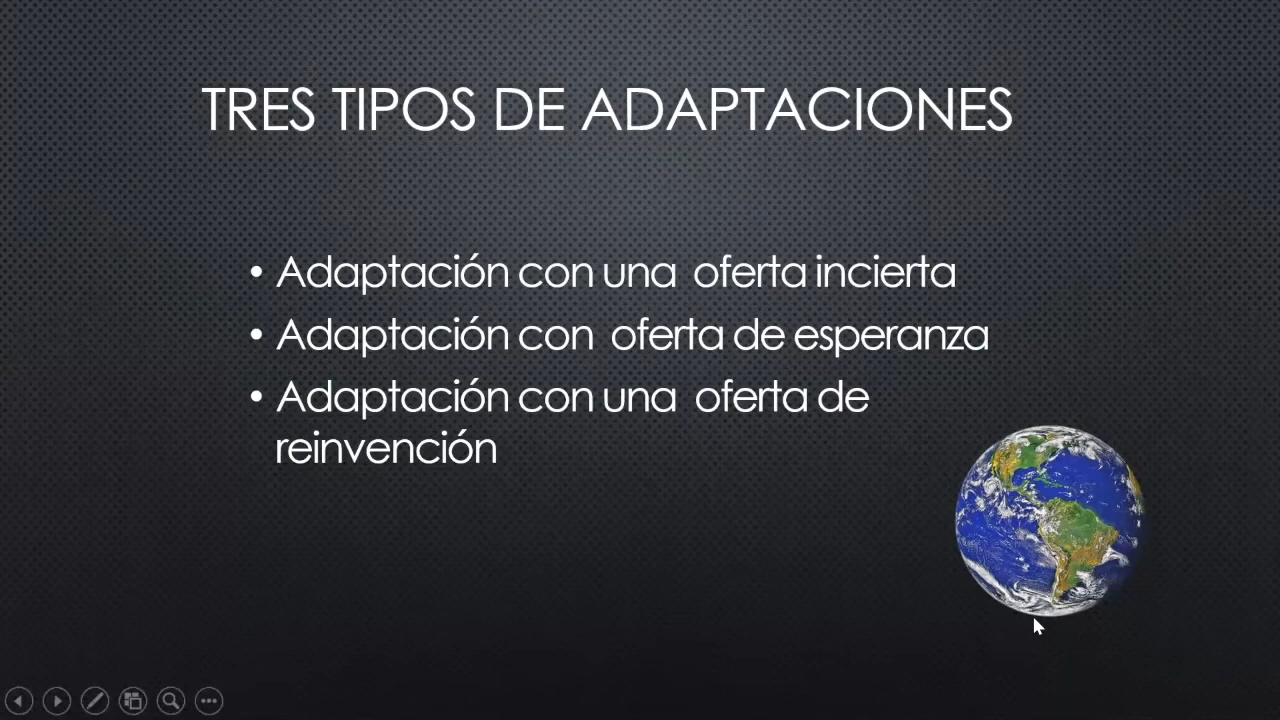 TRES TIPOS DE ADAPTACIONES
• Adaptación con una oferta incierta
• Adaptación con oferta de esperanza
• Adaptación con una oferta de
reinvención